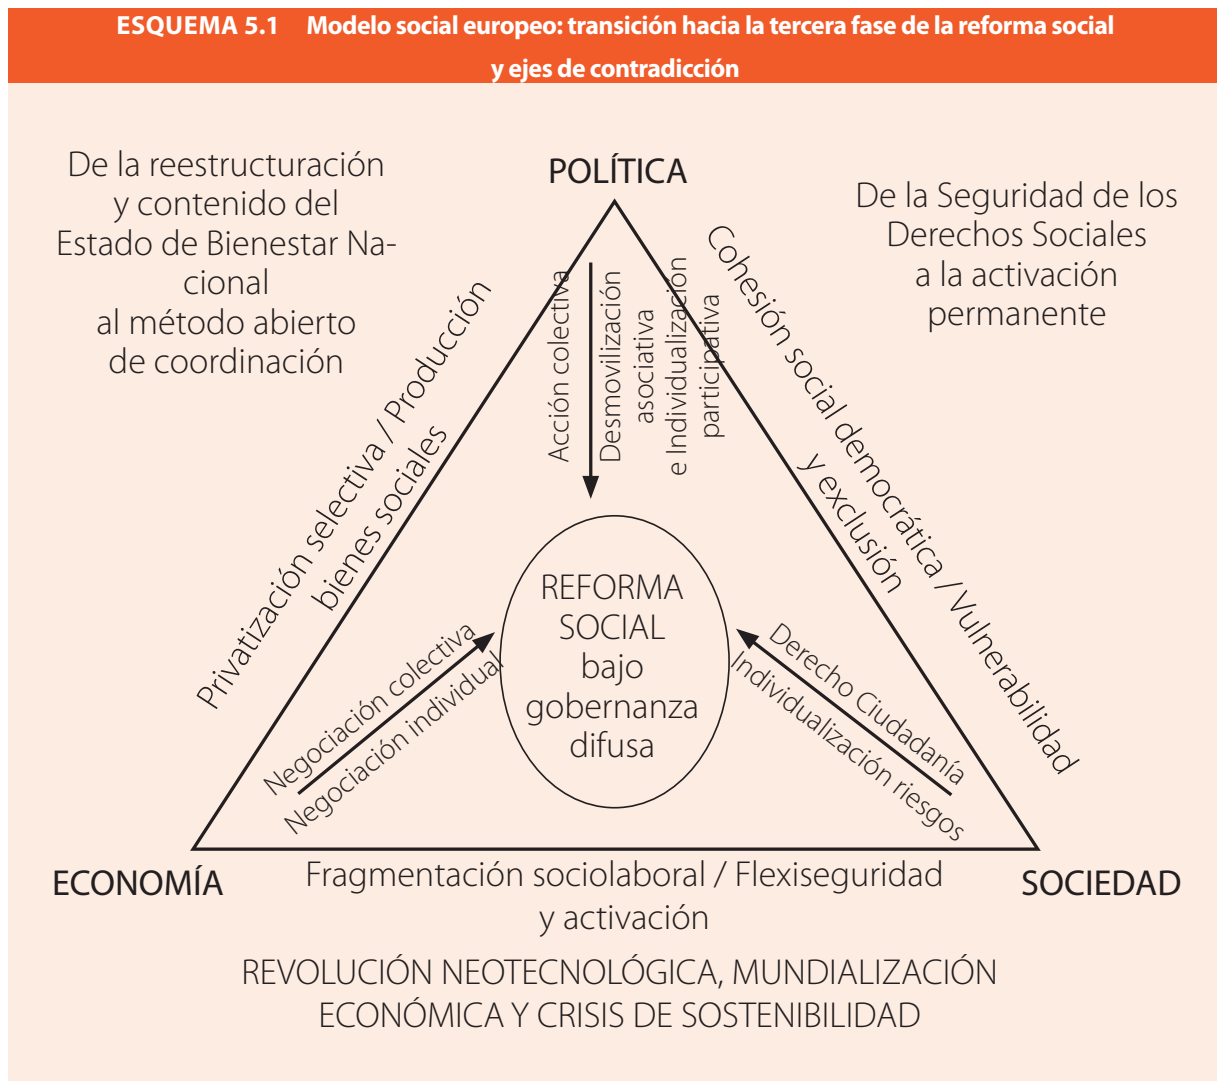 ESQUEMA 5.1 Modelo social europeo: transición hacia la tercera fase de la reforma social
y ejes de contradicción
De la reestructuración
y contenido del
Estado de Bienestar Na-
cional
al método abierto
de coordinación
POLÍTICA
De la Seguridad de los
Derechos Sociales
a la activación
permanente
Privatización selectiva / Producción
bienes sociales
Acción colectiva
Desmovilización
asociativa
e Individualización
participativa
Cohesión social democrática / Vulnerabilidad
y exclusión
REFORMA
SOCIAL
bajo
gobernanza
difusa
Negociación colectiva
Negociación individual
Derecho Ciudadanía
Individualización riesgos
ECONOMÍA
Fragmentación sociolaboral / Flexiseguridad
y activación
SOCIEDAD
REVOLUCIÓN NEOTECNOLÓGICA, MUNDIALIZACIÓN
ECONÓMICA Y CRISIS DE SOSTENIBILIDAD